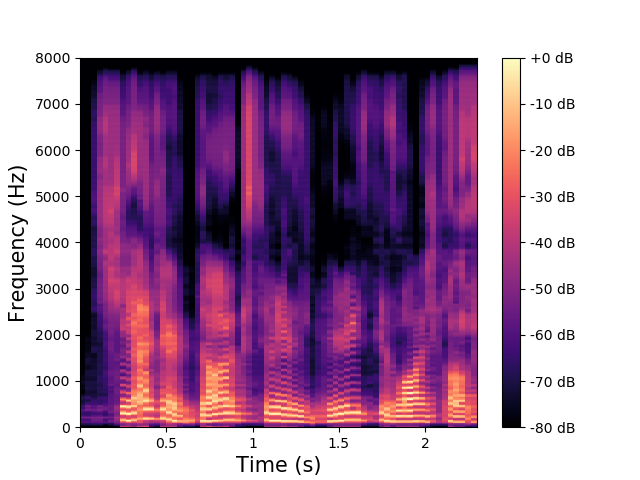 8000
7000
6000
5000
4000
3000
2000
1000
0
Frequency (Hz)
0
0.5
1
1.5
2
Time (s)
+0 dB
-10 dB
-20 dB
-30 dB
-40 dB
-50 dB
-60 dB
-70 dB
-80 dB